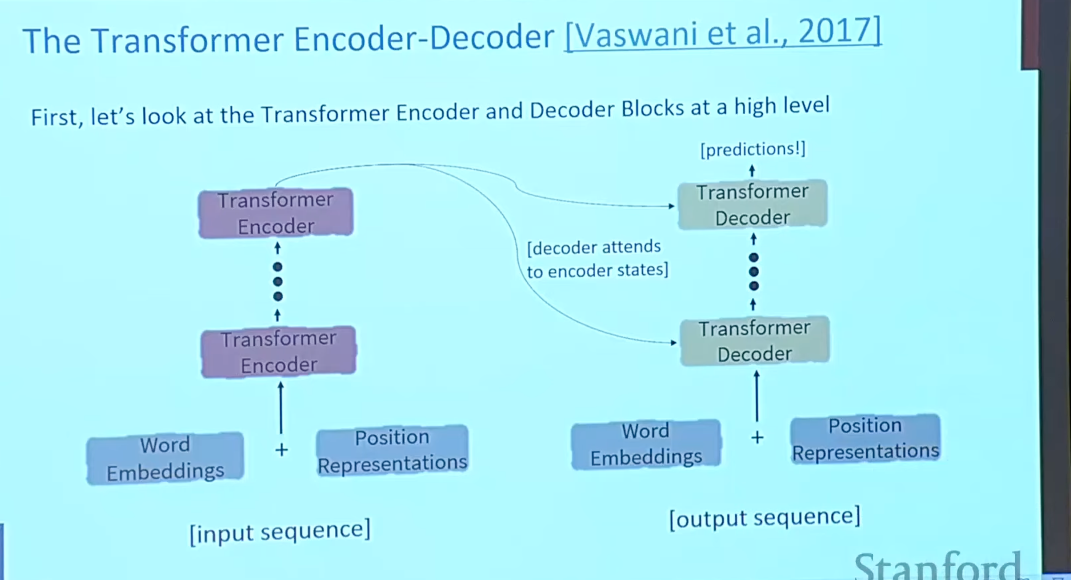 The Transformer Encoder-Decoder [Vaswani et al., 2017]
First, let's look at the Transformer Encoder and Decoder Blocks at a high level
[predictions!]
Transformer
Encoder
Transformer
Decoder
[decoder attends
to encoder states]
Transformer
Encoder
Transformer
Decoder
Word
Embeddings
+
Position
Representations
Word
Embeddings
+
Position
Representations
[input sequence]
[output sequence]
Stanford